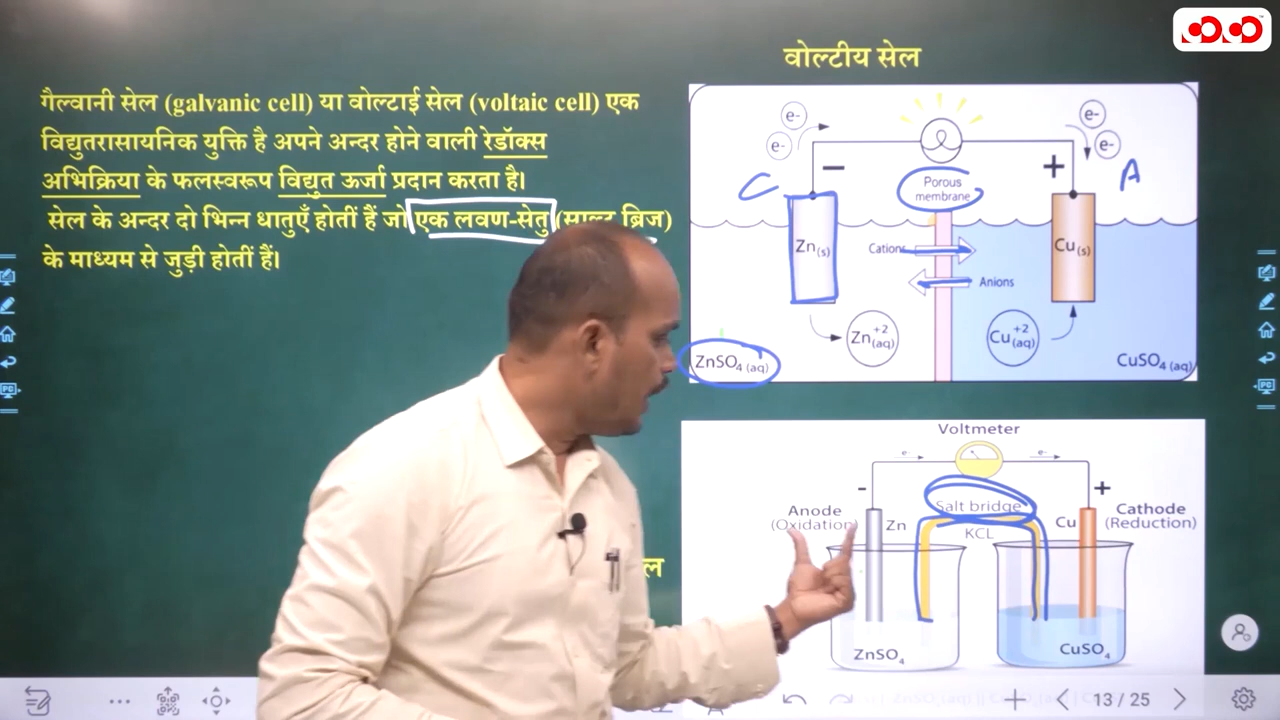 वोल्टीय सेल
गैल्वानी सेल (galvanic cell) या वोल्टाई सेल (voltaic cell) एक
विद्युतरासायनिक युक्ति है अपने अन्दर होने वाली रेडॉक्स
अभिक्रिया के फलस्वरूप विद्युत ऊर्जा प्रदान करता है।
सेल के अन्दर दो भिन्न धातुएँ होतीं हैं जो एक लवण-सेतु (साल्ट ब्रिज)
के माध्यम से जुड़ी होतीं हैं।
e-
e-
e-
e-
−
+
C
A
Porous
membrane
Zn(s)
Cations
Cu(s)
Anions
Zn+2(aq)
Cu+2(aq)
ZnSO4 (aq)
CuSO4 (aq)
Voltmeter
e-
e-
-
+
Salt bridge
Anode
(Oxidation)
Zn
KCL
Cu
Cathode
(Reduction)
ZnSO4
CuSO4
ल
PC
PC
13 / 25